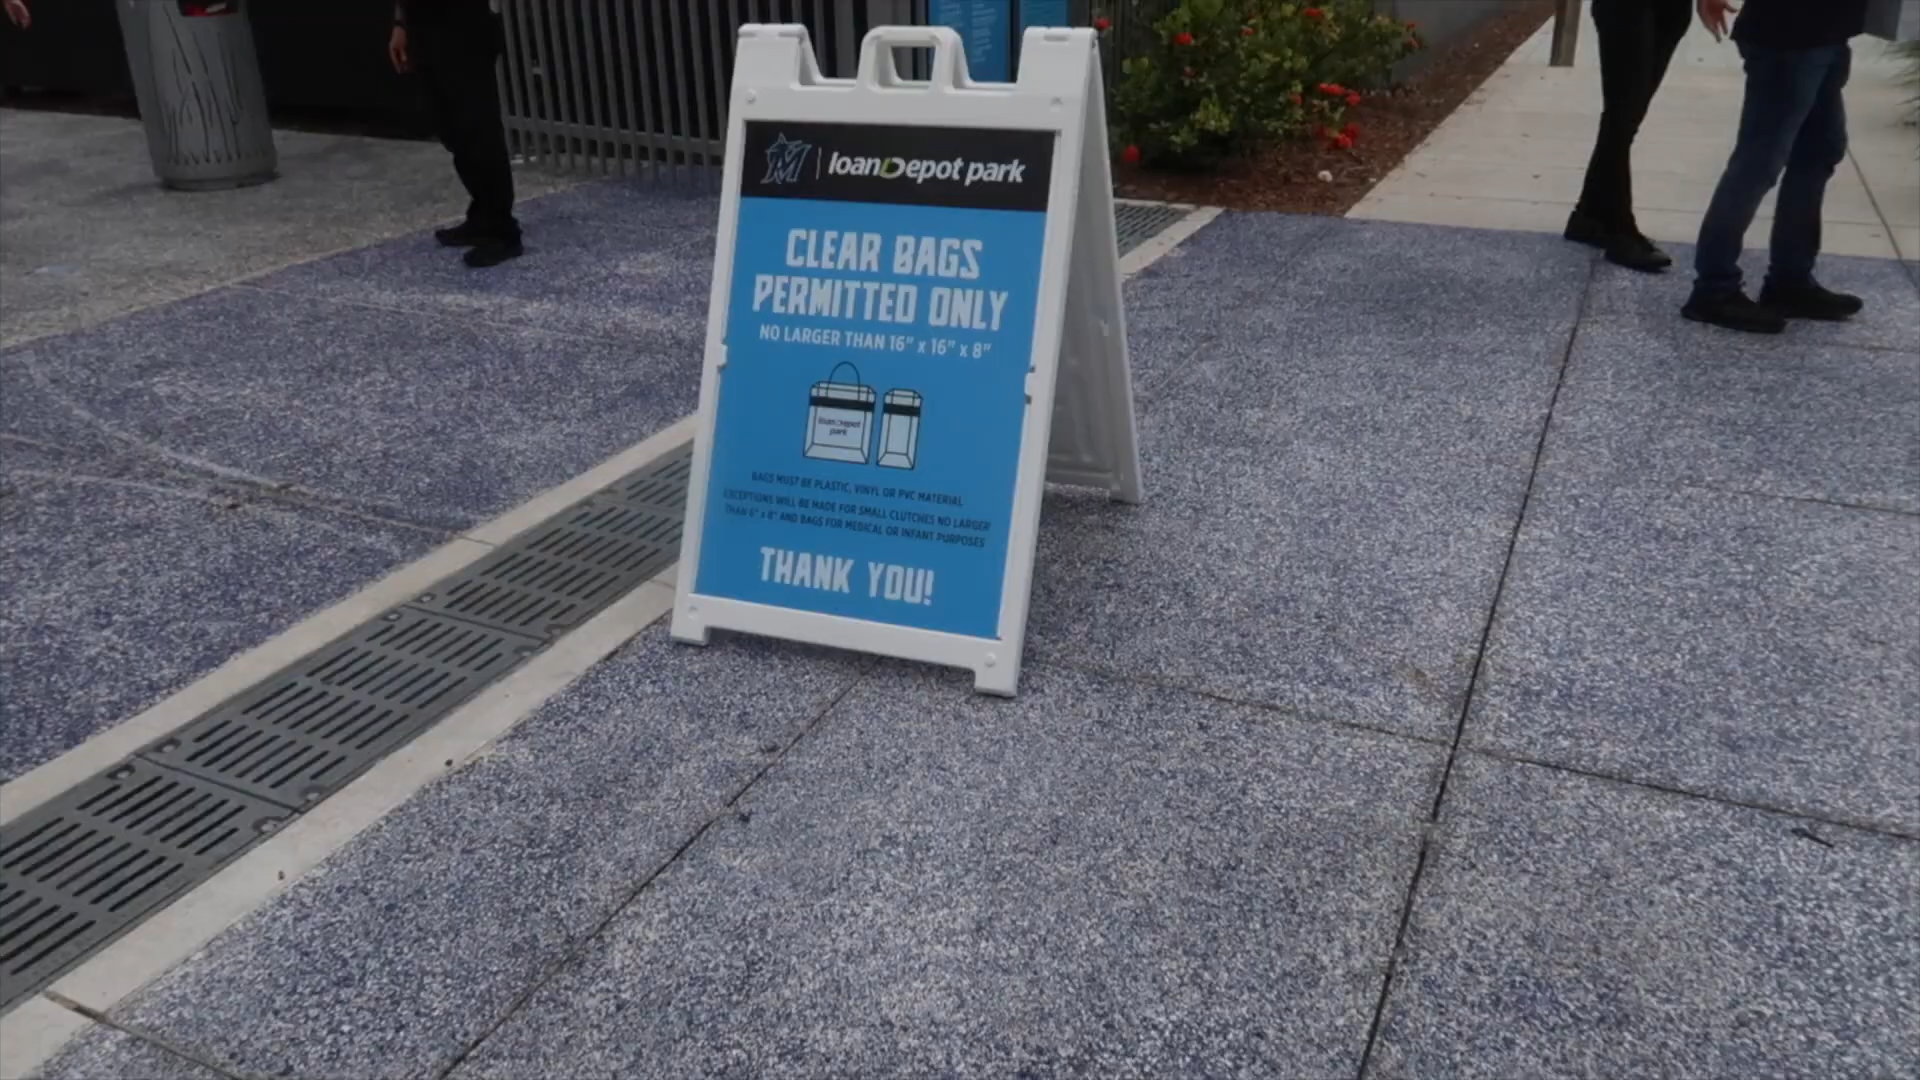 M | loanDepot park
CLEAR BAGS
PERMITTED ONLY
NO LARGER THAN 16" x 16" x 8"
loanDepot
park
BAGS MUST BE PLASTIC, VINYL OR PVC MATERIAL
EXCEPTIONS WILL BE MADE FOR SMALL CLUTCHES NO LARGER
THAN 6" x 8" AND BAGS FOR MEDICAL OR INFANT PURPOSES
THANK YOU!